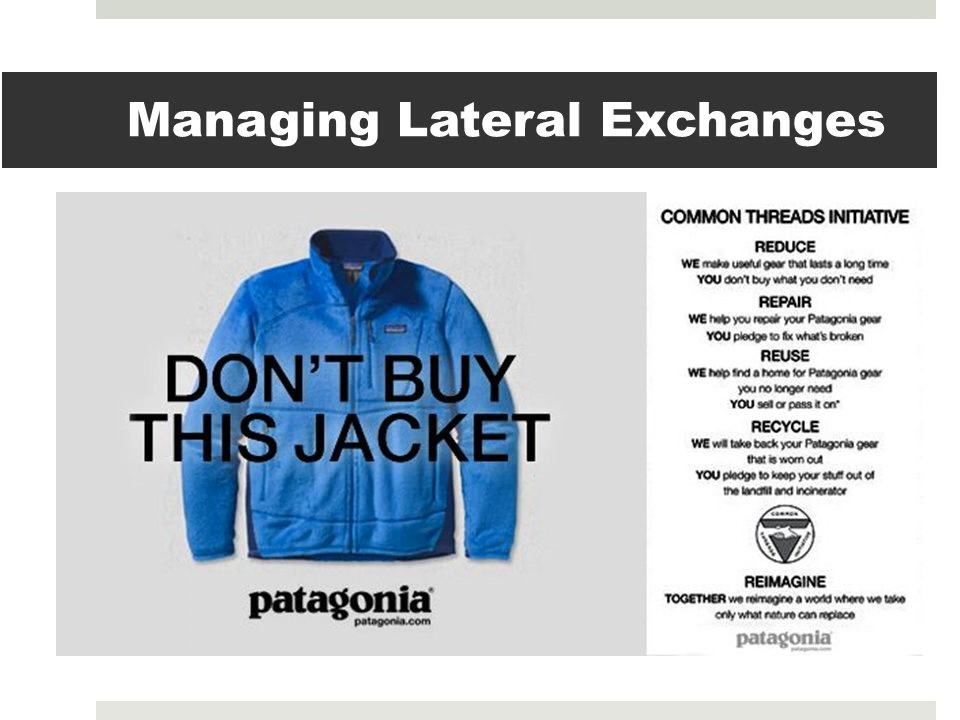 Managing Lateral Exchanges
DON'T BUY
THIS JACKET
patagonia®
patagonia.com
COMMON THREADS INITIATIVE
REDUCE
WE make useful gear that lasts a long time
YOU don't buy what you don't need
REPAIR
WE help you repair your Patagonia gear
YOU pledge to fix what's broken
REUSE
WE help find a home for Patagonia gear
you no longer need
YOU sell or pass it on*
RECYCLE
WE will take back your Patagonia gear
that is worn out
YOU pledge to keep your stuff out of
the landfill and incinerator
COMMON
THREADS
INITIATIVE
REIMAGINE
TOGETHER we reimagine a world where we take
only what nature can replace
patagonia®
patagonia.com